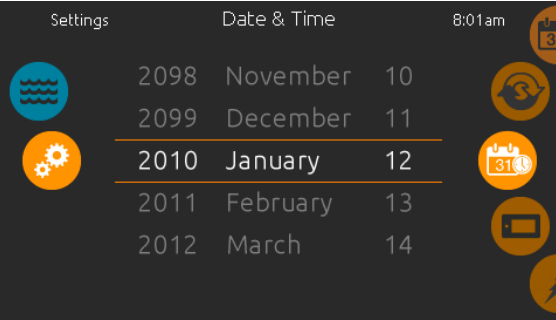 Settings Date & Time 8:01am
2098 November 10
2099 December 11
2010 January 12
2011 February 13
2012 March 14
31